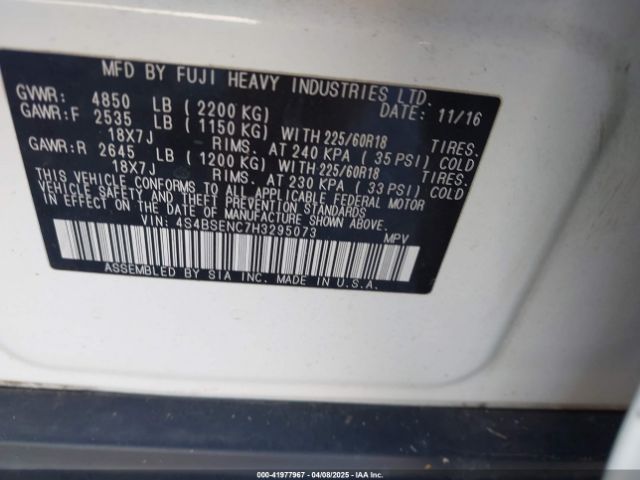 MFD BY FUJI HEAVY INDUSTRIES LTD.
GVWR: 4850 LB (2200 KG) DATE: 11/16
GAWR:F 2535 LB (1150 KG) WITH 225/60R18 TIRES.
18X7J RIMS. AT 240 KPA (35 PSI) COLD
GAWR:R 2645 LB (1200 KG) WITH 225/60R18 TIRES.
18X7J RIMS. AT 230 KPA (33 PSI) COLD
THIS VEHICLE CONFORMS TO ALL APPLICABLE FEDERAL MOTOR
VEHICLE SAFETY AND THEFT PREVENTION STANDARDS
IN EFFECT ON THE DATE OF MANUFACTURE SHOWN ABOVE.
VIN: 4S4BSENC7H3295073 MPV
ASSEMBLED BY SIA INC. MADE IN U.S.A.
000-41977967 - 04/08/2025 - IAAI.com/copyright